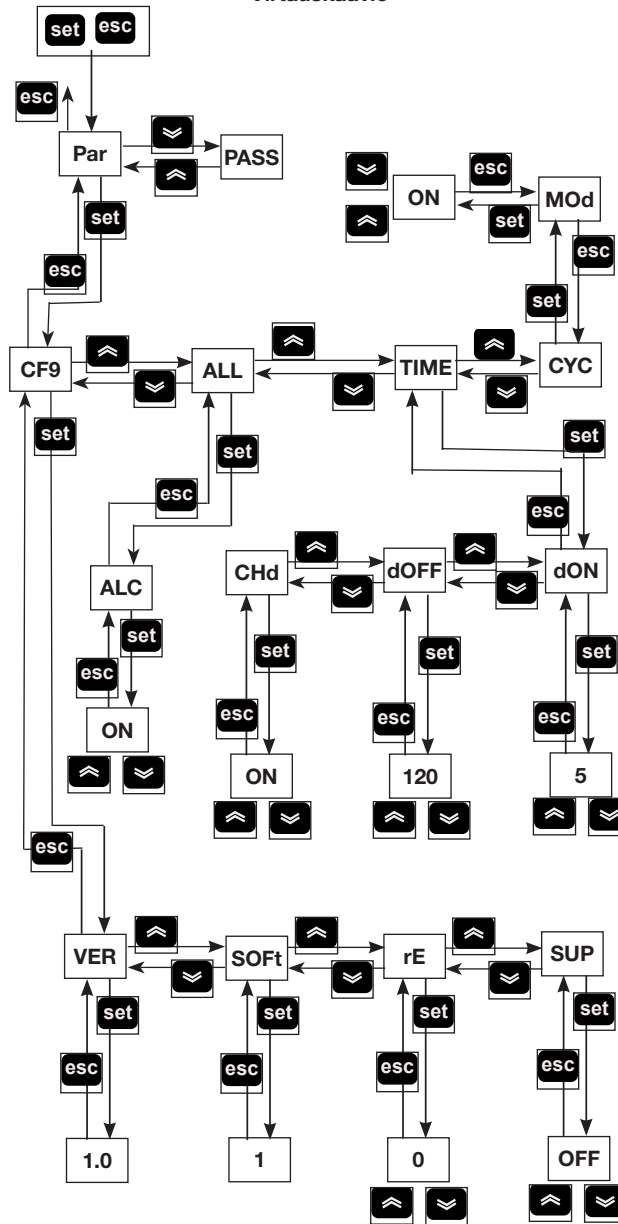 set esc
esc
Par PASS
set
ON esc MOd
set
esc
esc
set
CF9 ALL TIME CYC
set
set
set
esc
esc
CHd dOFF dON
ALC
set
set set set
esc
esc esc esc
ON
ON 120 5
esc
VER SOFt rE SUP
set set set set
esc esc esc esc
1.0 1 0 OFF